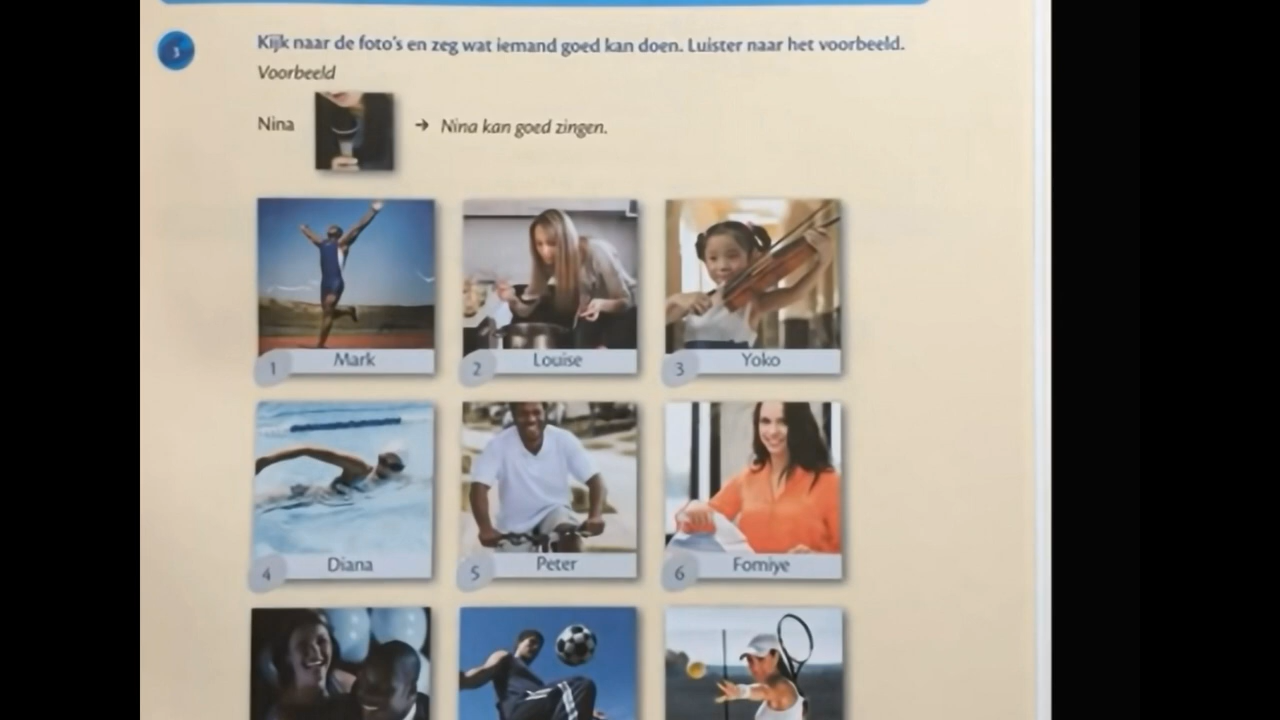 3
Kijk naar de foto's en zeg wat iemand goed kan doen. Luister naar het voorbeeld.
Voorbeeld
Nina → Nina kan goed zingen.
1 Mark
2 Louise
3 Yoko
4 Diana
5 Peter
6 Fomiye